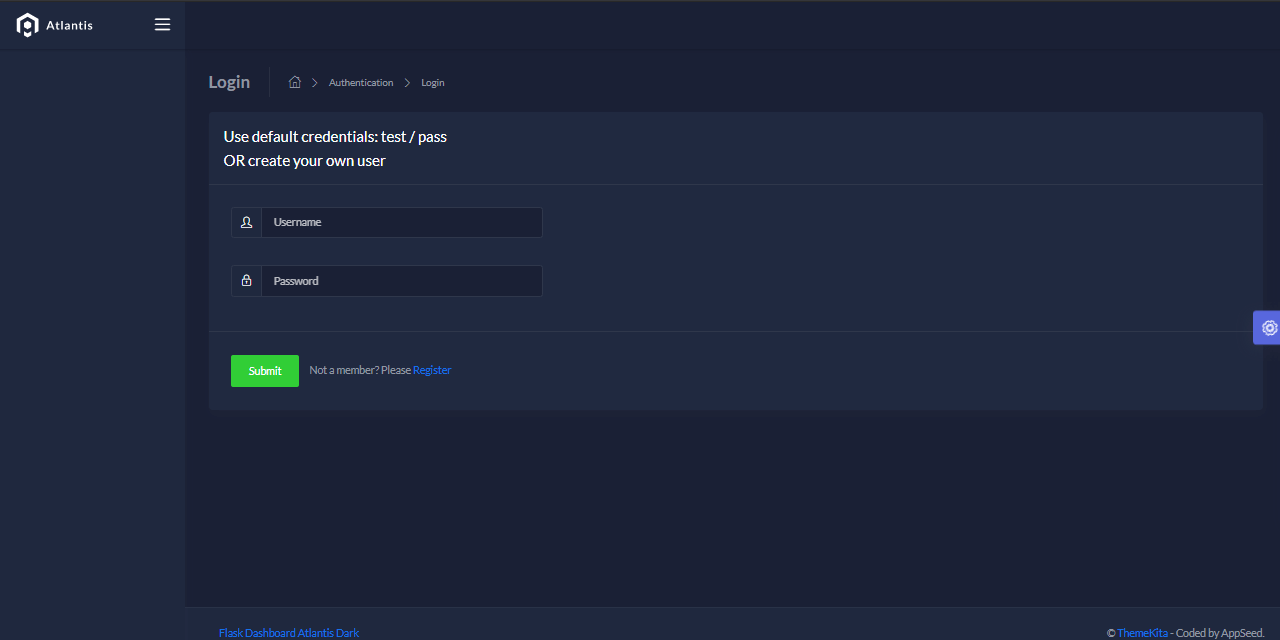 Atlantis
Login
Authentication
Login
Use default credentials: test / pass
OR create your own user
Username
Password
Submit
Not a member? Please Register
Flask Dashboard Atlantis Dark
© ThemeKita - Coded by AppSeed.